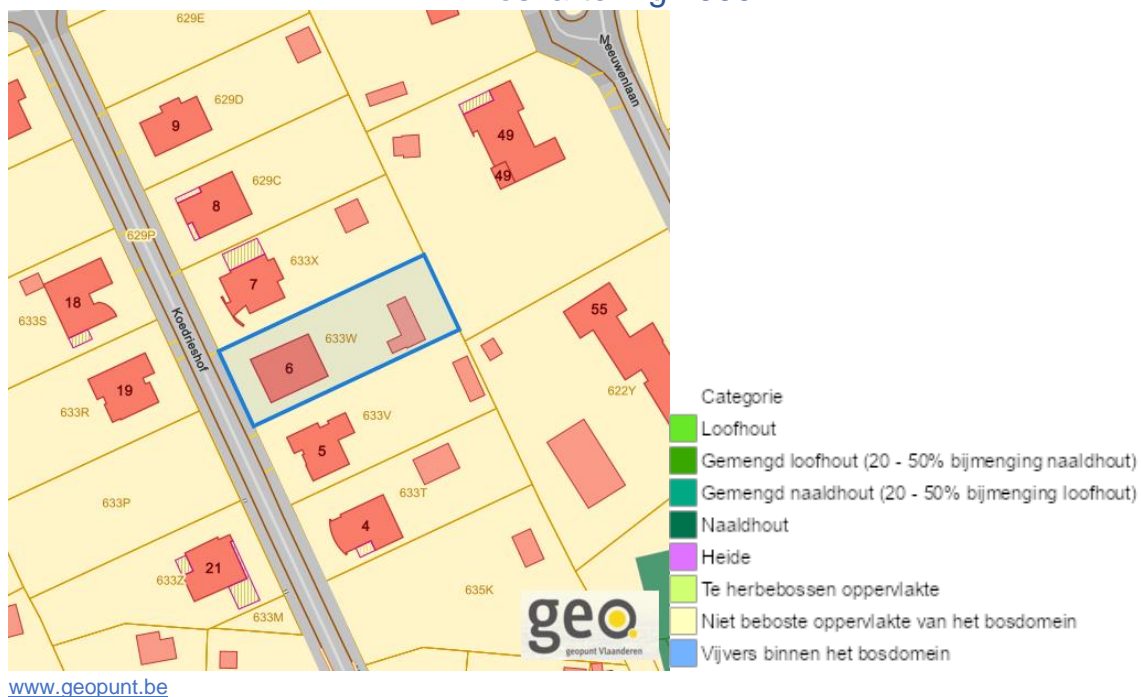 629E
Meeuwenlaan
629D
9
49
49
629C
8
629P
633X
7
18
633S
Koedrieshof
633W
55
6
19
633R
622Y
633V
5
633T
633P
4
21
633Z
635K
633M
geo.
geopunt Vlaanderen
Categorie
Loofhout
Gemengd loofhout (20 - 50% bijmenging naaldhout)
Gemengd naaldhout (20 - 50% bijmenging loofhout)
Naaldhout
Heide
Te herbebossen oppervlakte
Niet beboste oppervlakte van het bosdomein
Vijvers binnen het bosdomein
www.geopunt.be